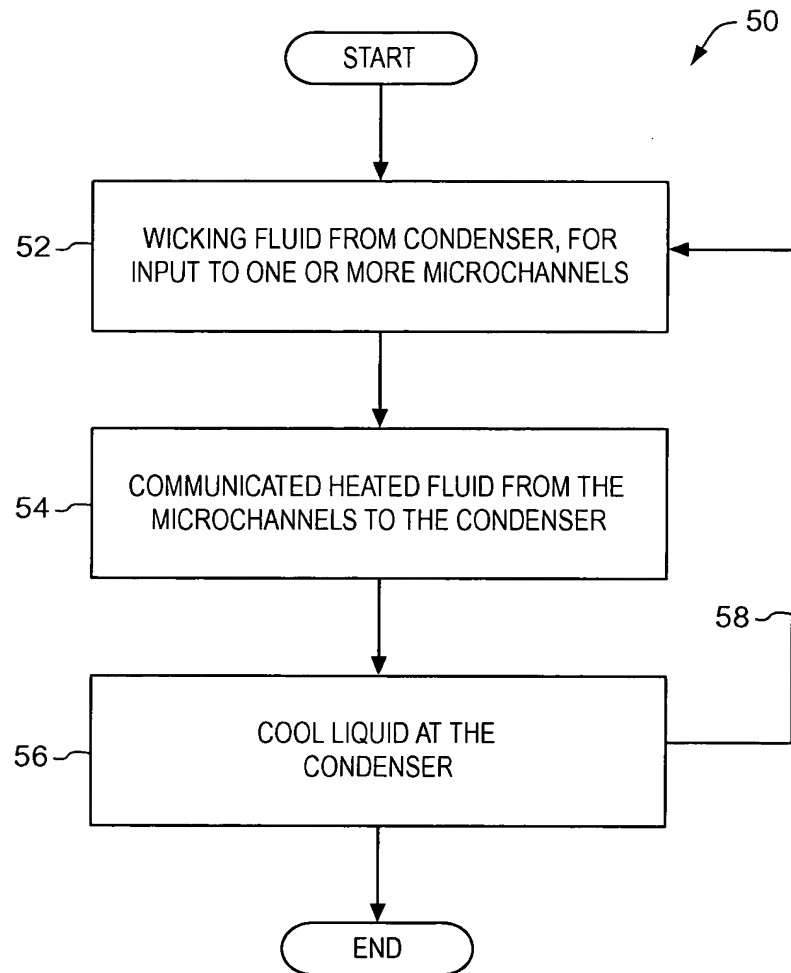 50
START
52
WICKING FLUID FROM CONDENSER, FOR
INPUT TO ONE OR MORE MICROCHANNELS
54
COMMUNICATED HEATED FLUID FROM THE
MICROCHANNELS TO THE CONDENSER
58
56
COOL LIQUID AT THE
CONDENSER
END